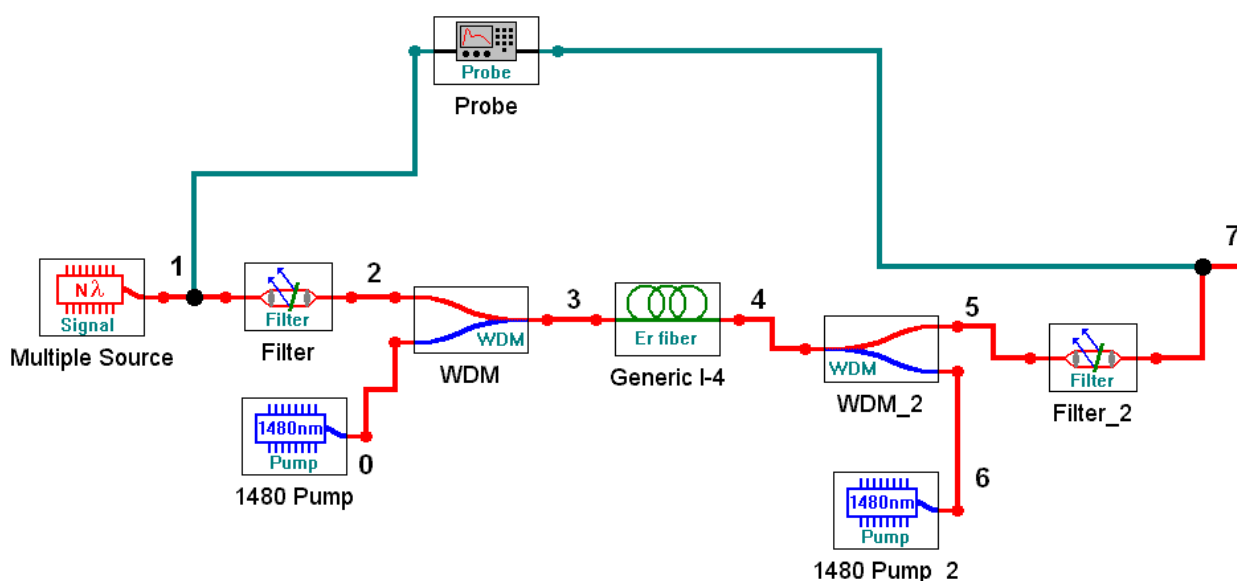 Probe
Probe
7
1
Nλ
Signal
Multiple Source
Filter
Filter
2
WDM
WDM
3
Er fiber
Generic I-4
4
WDM
WDM_2
5
Filter
Filter_2
1480nm
Pump
0
1480 Pump
1480nm
Pump
6
1480 Pump_2